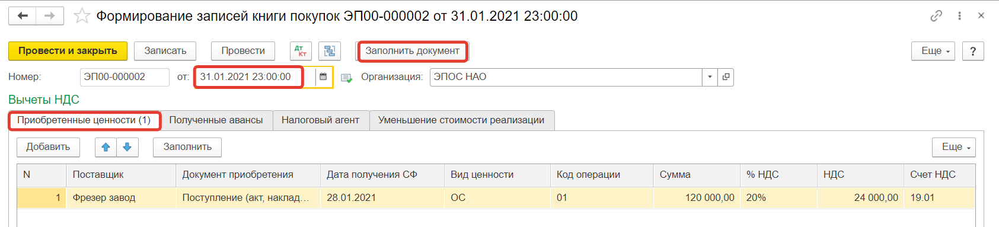 Формирование записей книги покупок ЭП00-000002 от 31.01.2021 23:00:00
Провести и закрыть Записать Провести Дт Кт Заполнить документ Еще ?
Номер: ЭП00-000002 от: 31.01.2021 23:00:00 Организация: ЭПОС НАО
Вычеты НДС
Приобретенные ценности (1) Полученные авансы Налоговый агент Уменьшение стоимости реализации
Добавить Заполнить Еще
N Поставщик Документ приобретения Дата получения СФ Вид ценности Код операции Сумма % НДС НДС Счет НДС
1 Фрезер завод Поступление (акт, наклад... 28.01.2021 ОС 01 120 000,00 20% 24 000,00 19.01